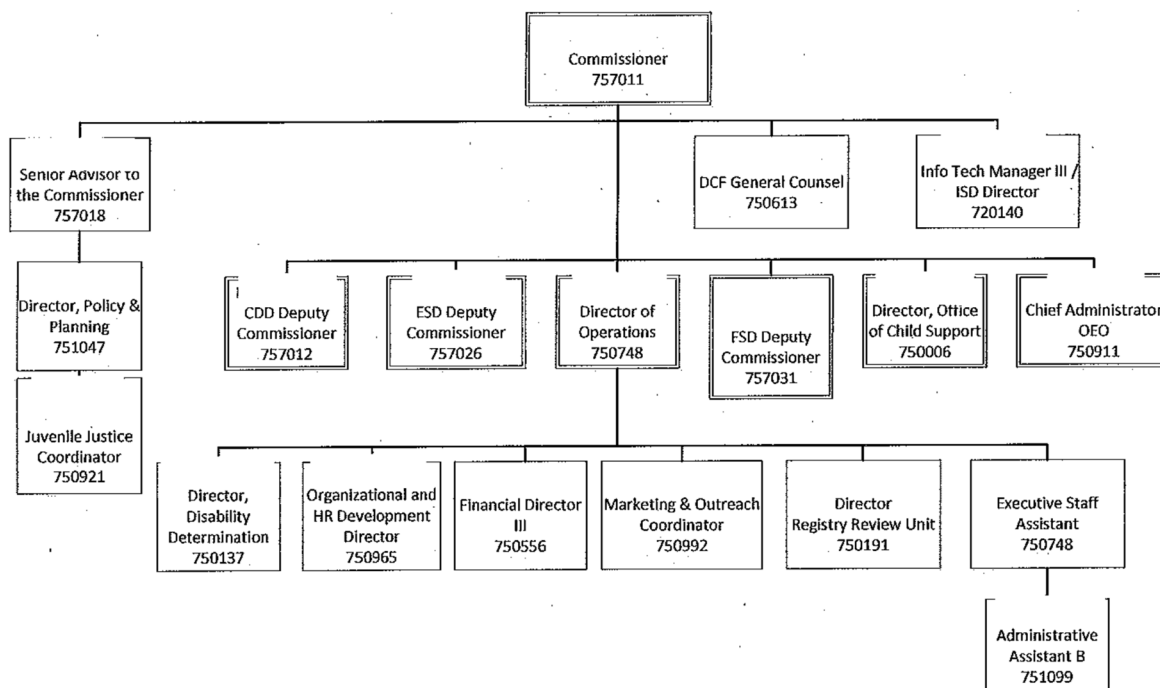 Commissioner
757011
Senior Advisor to
the Commissioner
757018
DCF General Counsel
750613
Info Tech Manager III /
ISD Director
720140
Director, Policy &
Planning
751047
CDD Deputy
Commissioner
757012
ESD Deputy
Commissioner
757026
Director of
Operations
750748
FSD Deputy
Commissioner
757031
Director, Office
of Child Support
750006
Chief Administrator
OEO
750911
Juvenile Justice
Coordinator
750921
Director,
Disability
Determination
750137
Organizational and
HR Development
Director
750965
Financial Director
III
750556
Marketing & Outreach
Coordinator
750992
Director
Registry Review Unit
750191
Executive Staff
Assistant
750748
Administrative
Assistant B
751099